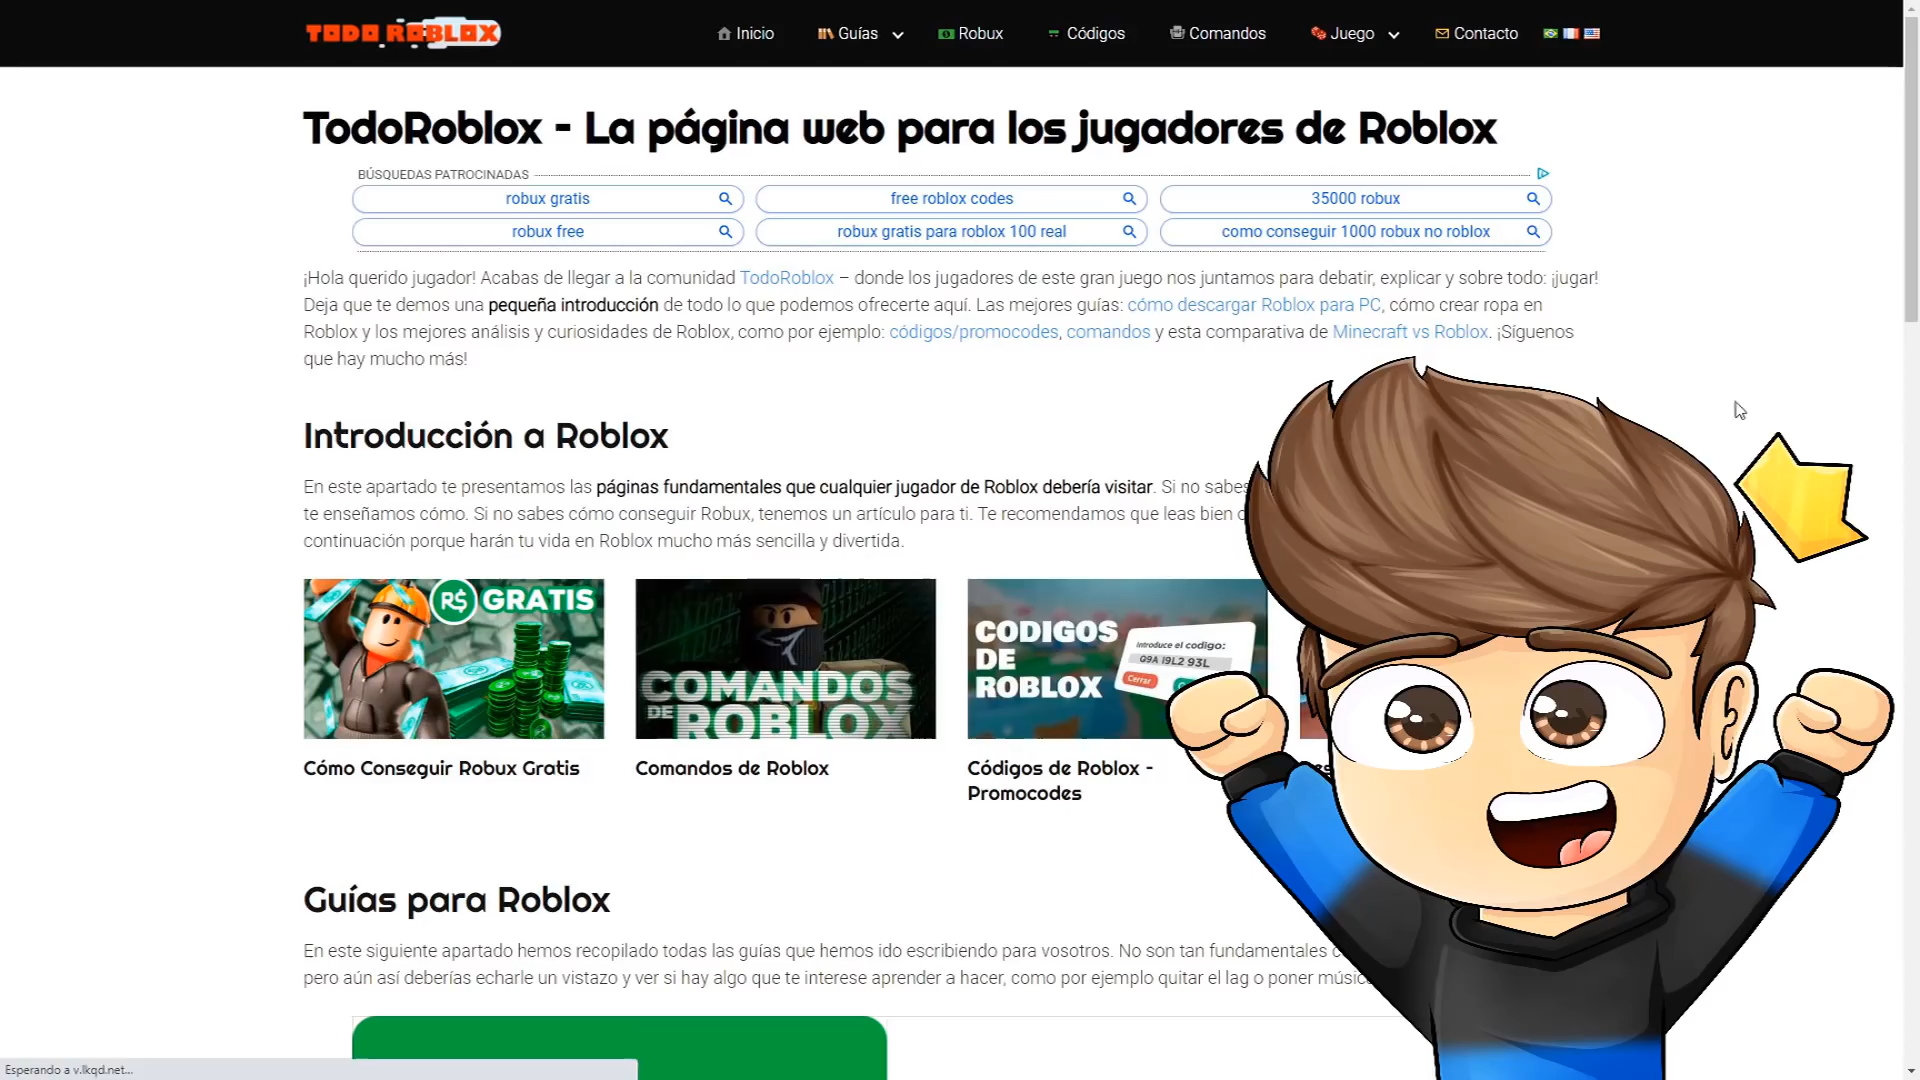 TODO ROBLOX
Inicio Guías Robux Códigos Comandos Juego Contacto
TodoRoblox - La página web para los jugadores de Roblox
BÚSQUEDAS PATROCINADAS
robux gratis free roblox codes 35000 robux
robux free robux gratis para roblox 100 real como conseguir 1000 robux no roblox
¡Hola querido jugador! Acabas de llegar a la comunidad TodoRoblox – donde los jugadores de este gran juego nos juntamos para debatir, explicar y sobre todo: ¡jugar!
Deja que te demos una pequeña introducción de todo lo que podemos ofrecerte aquí. Las mejores guías: cómo descargar Roblox para PC, cómo crear ropa en
Roblox y los mejores análisis y curiosidades de Roblox, como por ejemplo: códigos/promocodes, comandos y esta comparativa de Minecraft vs Roblox. ¡Síguenos
que hay mucho más!
Introducción a Roblox
En este apartado te presentamos las páginas fundamentales que cualquier jugador de Roblox debería visitar. Si no sabes
te enseñamos cómo. Si no sabes cómo conseguir Robux, tenemos un artículo para ti. Te recomendamos que leas bien
continuación porque harán tu vida en Roblox mucho más sencilla y divertida.
R$ GRATIS
COMANDOS
DE ROBLOX
CODIGOS
DE
ROBLOX
Introduce el codigo:
G9A I9L2 93L
Cerrar
Cómo Conseguir Robux Gratis
Comandos de Roblox
Códigos de Roblox -
Promocodes
Guías para Roblox
En este siguiente apartado hemos recopilado todas las guías que hemos ido escribiendo para vosotros. No son tan fundamentales
pero aún así deberías echarle un vistazo y ver si hay algo que te interese aprender a hacer, como por ejemplo quitar el lag o poner música
Esperando a v.lkqd.net...